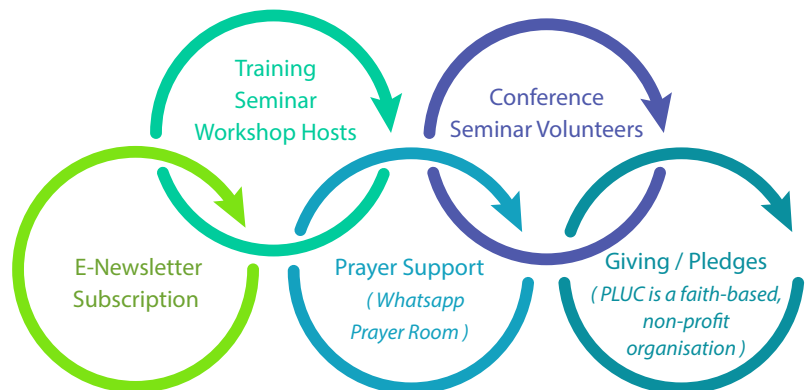 Training
Seminar
Workshop Hosts
Conference
Seminar Volunteers
E-Newsletter
Subscription
Prayer Support
( Whatsapp
Prayer Room )
Giving / Pledges
( PLUC is a faith-based,
non-profit
organisation )